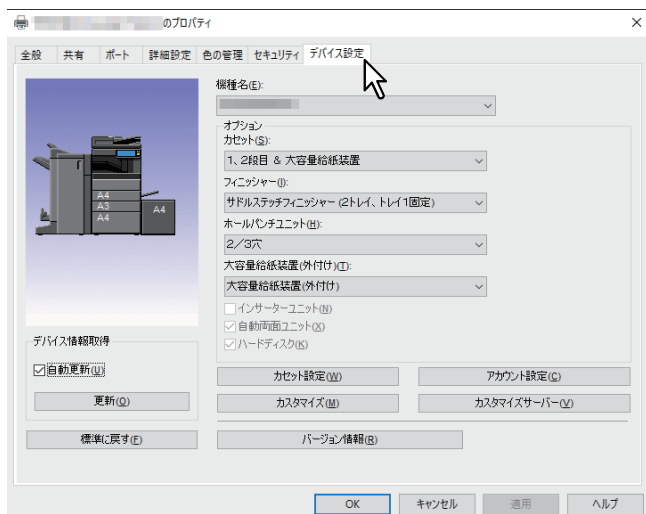 のプロパティ
全般 共有 ポート 詳細設定 色の管理 セキュリティ デバイス設定
機種名(E):
オプション
カセット(S):
1、2段目 & 大容量給紙装置
フィニッシャー(I):
サドルステッチフィニッシャー (2トレイ、トレイ1固定)
ホールパンチユニット(H):
2/3穴
大容量給紙装置(外付け)(T):
大容量給紙装置(外付け)
インサーターユニット(N)
自動両面ユニット(X)
ハードディスク(K)
A4
A3
A4
A4
デバイス情報取得
自動更新(U)
更新(O)
標準に戻す(F)
カセット設定(W) アカウント設定(C)
カスタマイズ(M) カスタマイズサーバー(V)
バージョン情報(R)
OK キャンセル 適用 ヘルプ